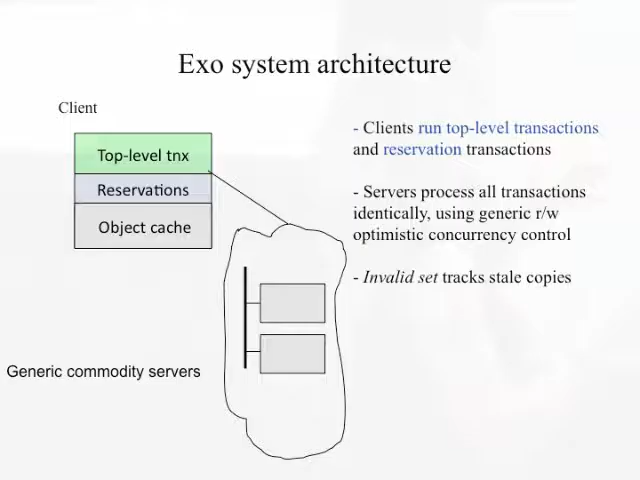 Exo system architecture
Client
Top-level tnx
Reservations
Object cache
- Clients run top-level transactions
and reservation transactions
- Servers process all transactions
identically, using generic r/w
optimistic concurrency control
- Invalid set tracks stale copies
Generic commodity servers